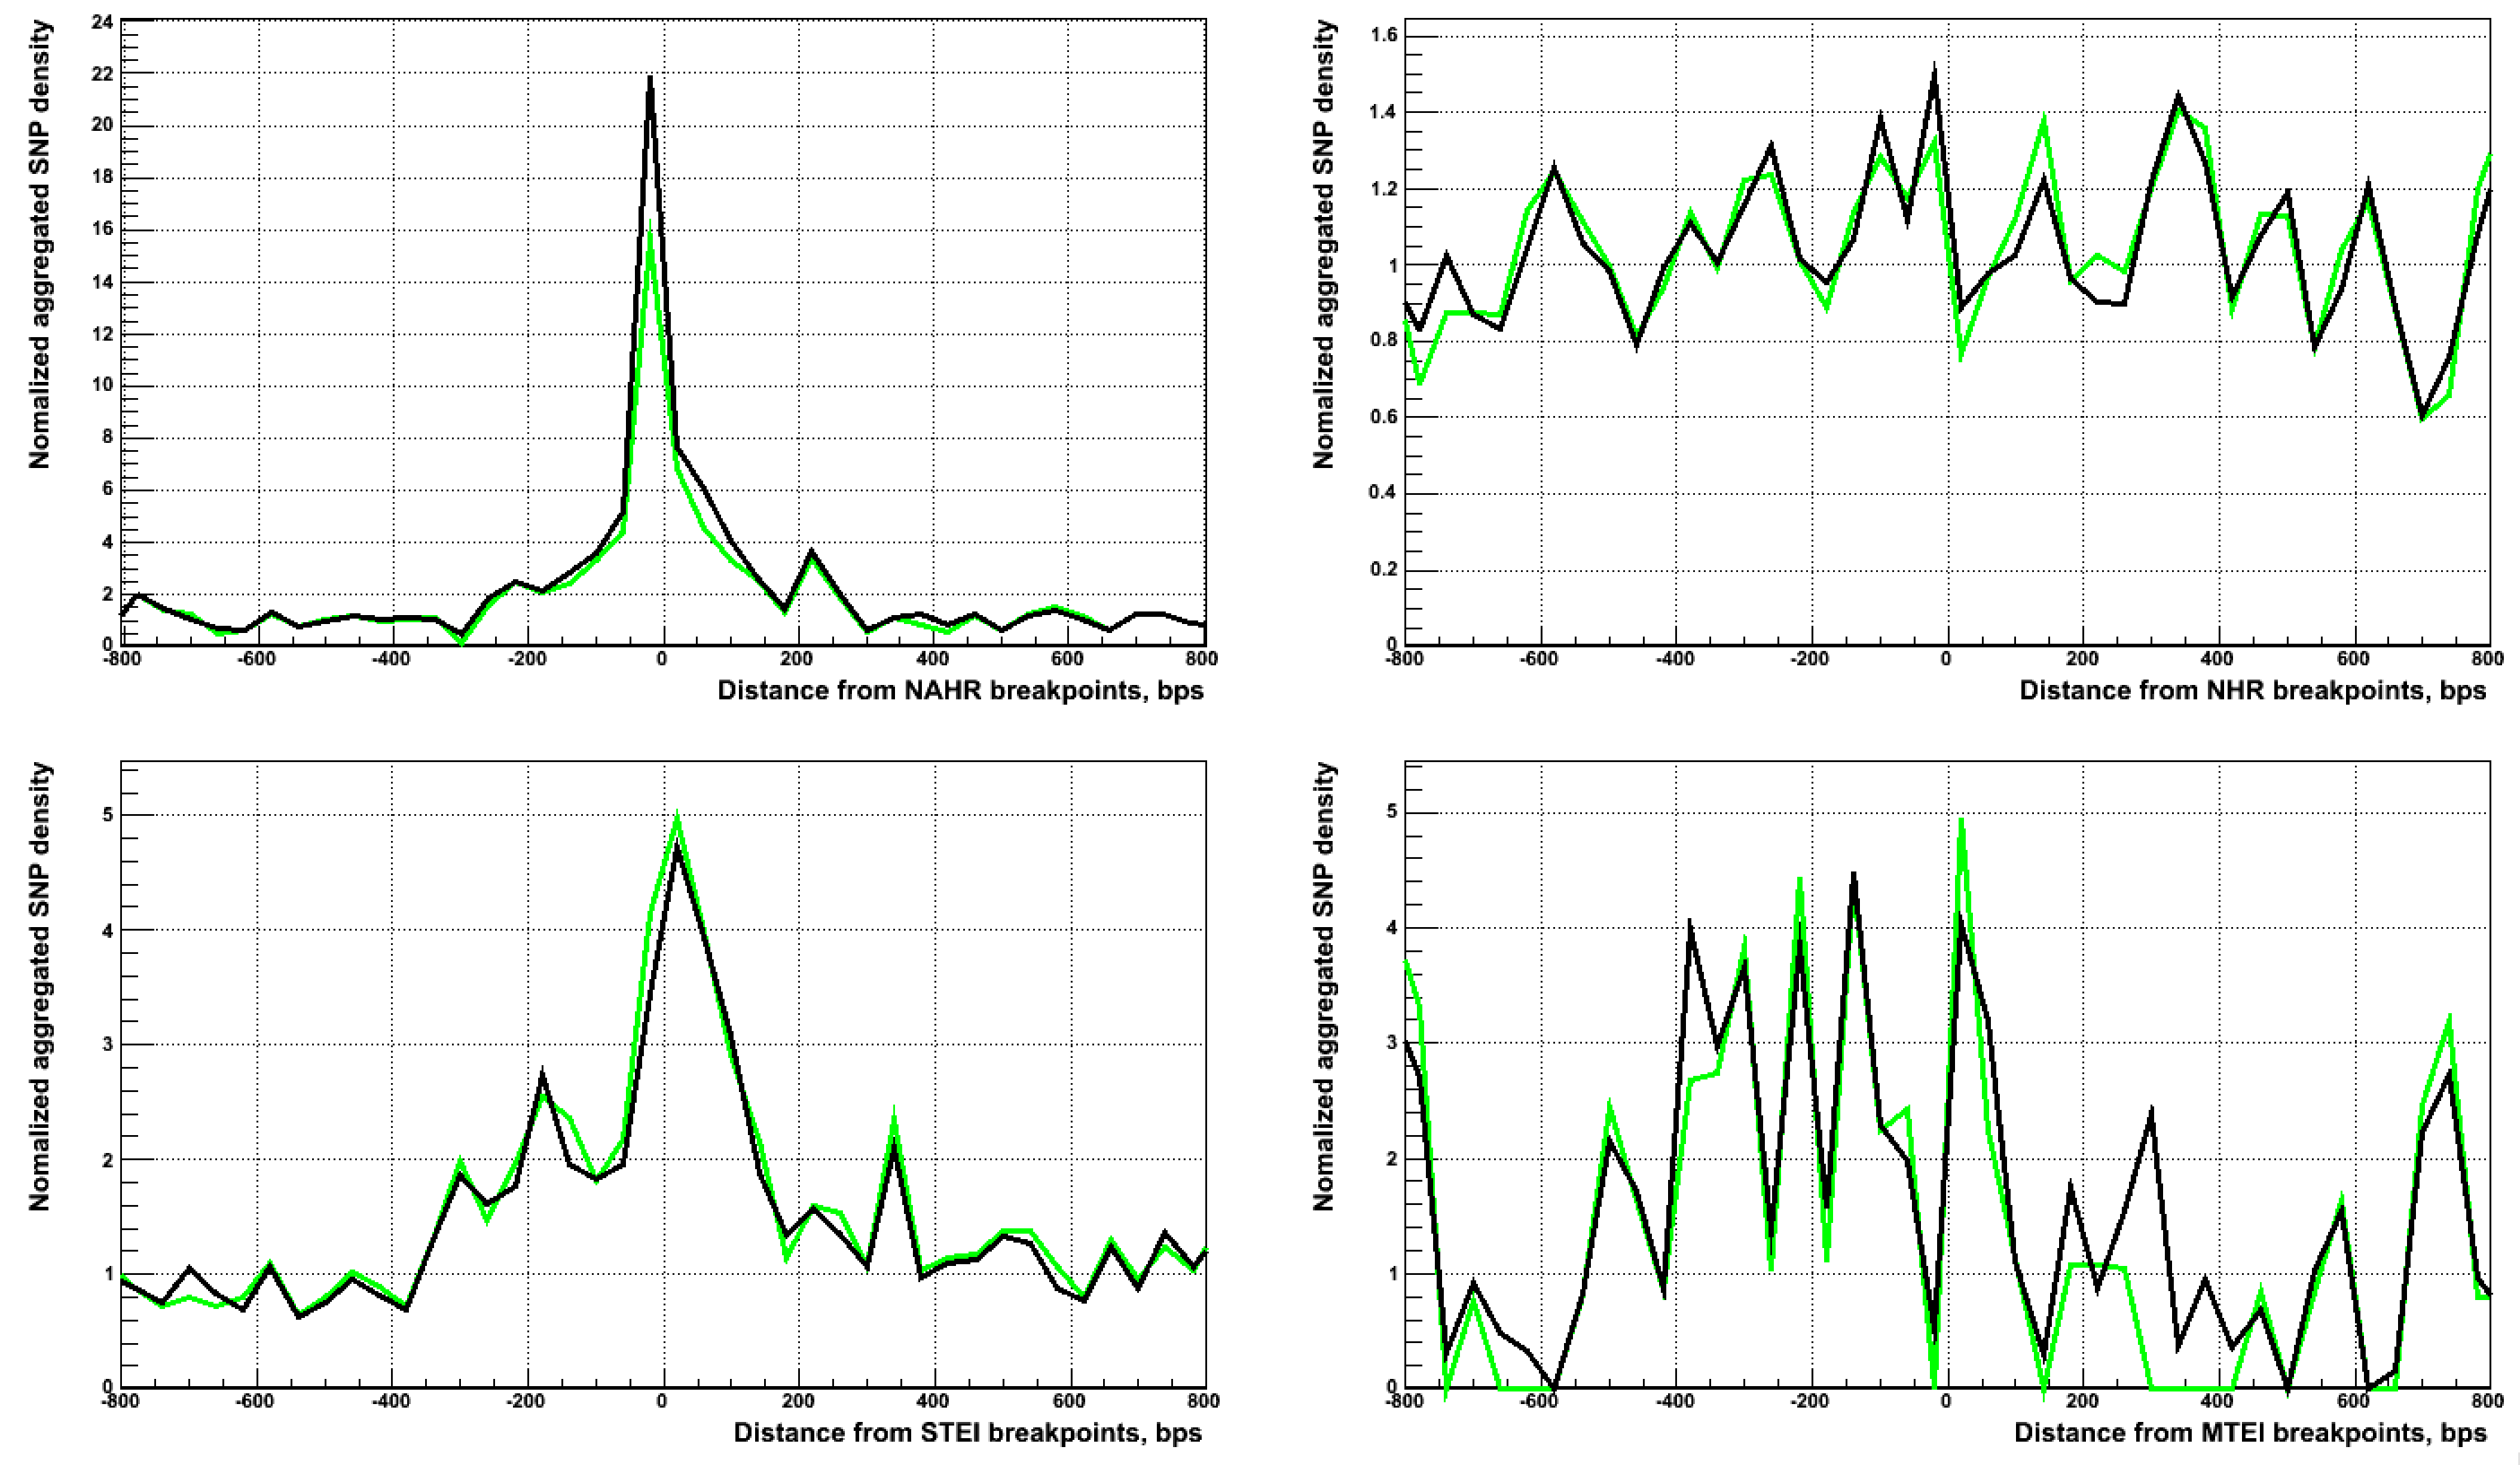 Nomalized aggregated SNP density
24
22
20
18
16
14
12
10
8
6
4
2
0
-800 -600 -400 -200 0 200 400 600 800
Distance from NAHR breakpoints, bps
Nomalized aggregated SNP density
1.6
1.4
1.2
1
0.8
0.6
0.4
0.2
0
-800 -600 -400 -200 0 200 400 600 800
Distance from NHR breakpoints, bps
Nomalized aggregated SNP density
5
4
3
2
1
0
-800 -600 -400 -200 0 200 400 600 800
Distance from STEI breakpoints, bps
Nomalized aggregated SNP density
5
4
3
2
1
0
-800 -600 -400 -200 0 200 400 600 800
Distance from MTEI breakpoints, bps